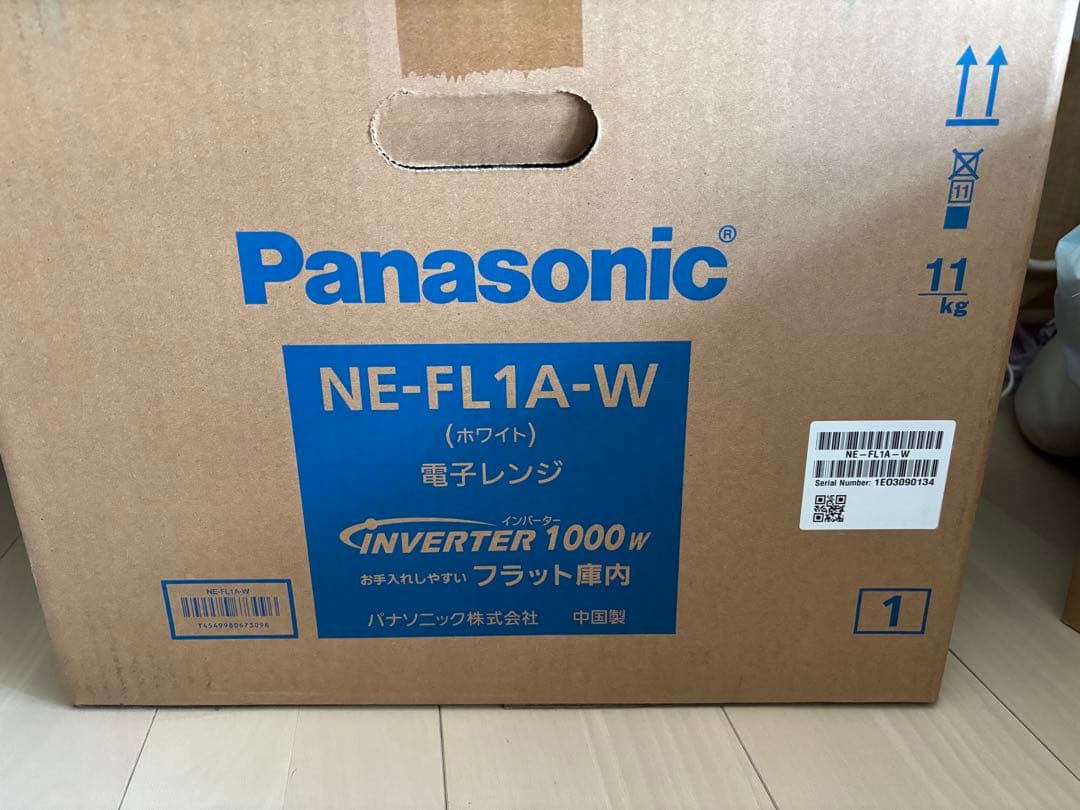 Panasonic®
11
11
kg
NE-FL1A-W
(ホワイト)
電子レンジ
インバーター
INVERTER 1000W
お手入れしやすい フラット庫内
パナソニック株式会社 中国製
NE-FL1A-W
Serial Number: 1E03090134
NE-FL1A-W
T4549980673096
1